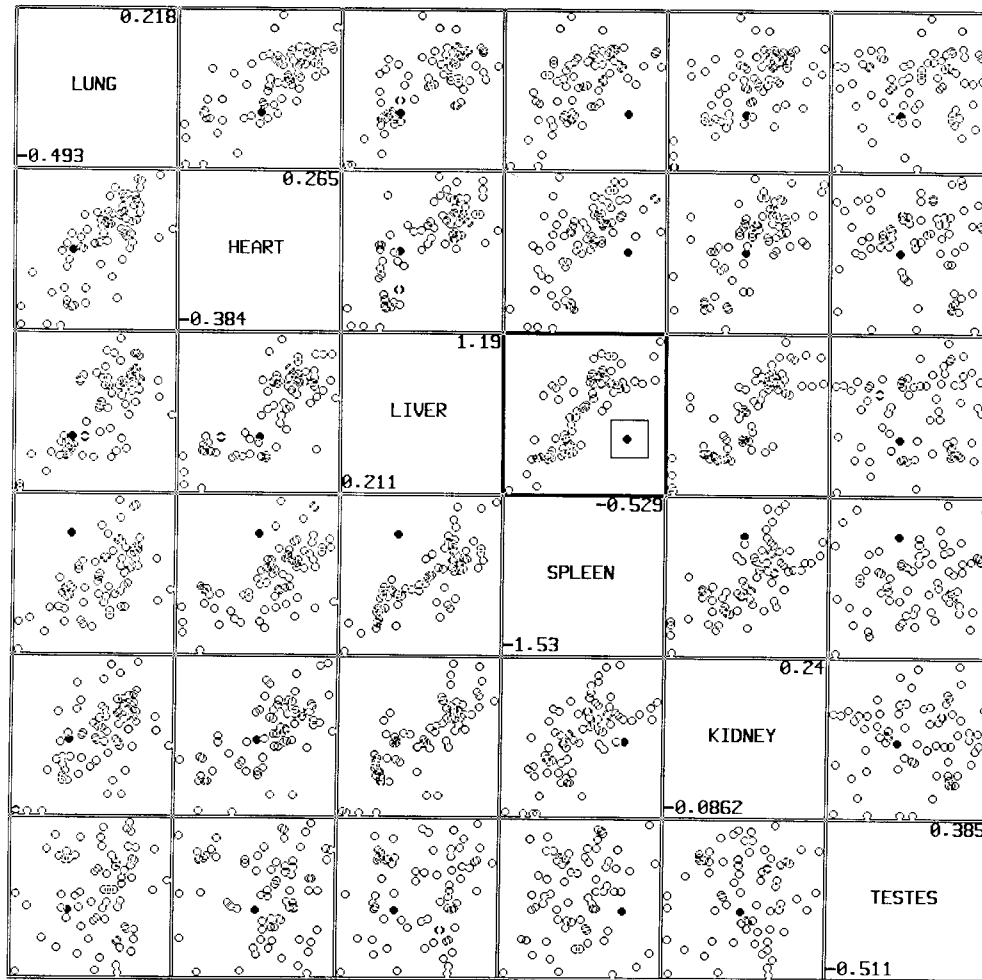 0.218
LUNG
-0.493
0.265
HEART
-0.384
1.19
LIVER
0.211
-0.529
SPLEEN
-1.53
0.24
KIDNEY
-0.0862
0.385
TESTES
-0.511